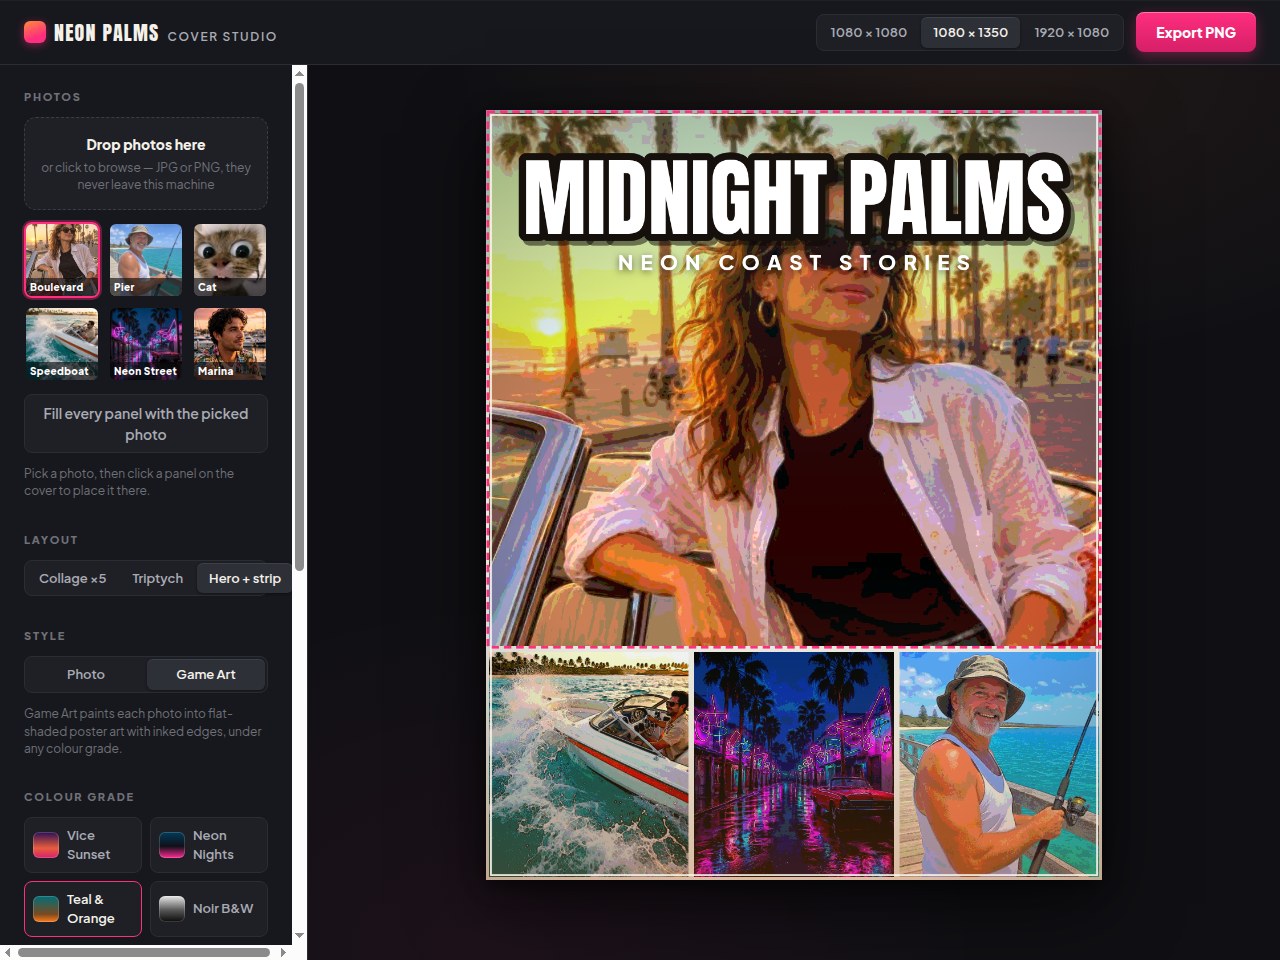 NEON PALMS COVER STUDIO
1080 × 1080 1080 × 1350 1920 × 1080 Export PNG
PHOTOS
Drop photos here
or click to browse — JPG or PNG, they
never leave this machine
Boulevard Pier Cat
Speedboat Neon Street Marina
Fill every panel with the picked
photo
Pick a photo, then click a panel on the
cover to place it there.
LAYOUT
Collage ×5 Triptych Hero + strip
STYLE
Photo Game Art
Game Art paints each photo into flat-
shaded poster art with inked edges, under
any colour grade.
COLOUR GRADE
Vice
Sunset
Neon
Nights
Teal &
Orange
Noir B&W
MIDNIGHT PALMS
NEON COAST STORIES